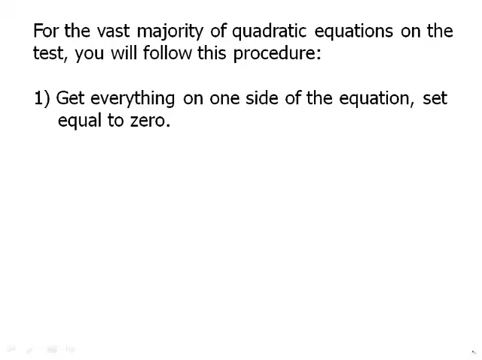 For the vast majority of quadratic equations on the
test, you will follow this procedure:
1) Get everything on one side of the equation, set
equal to zero.